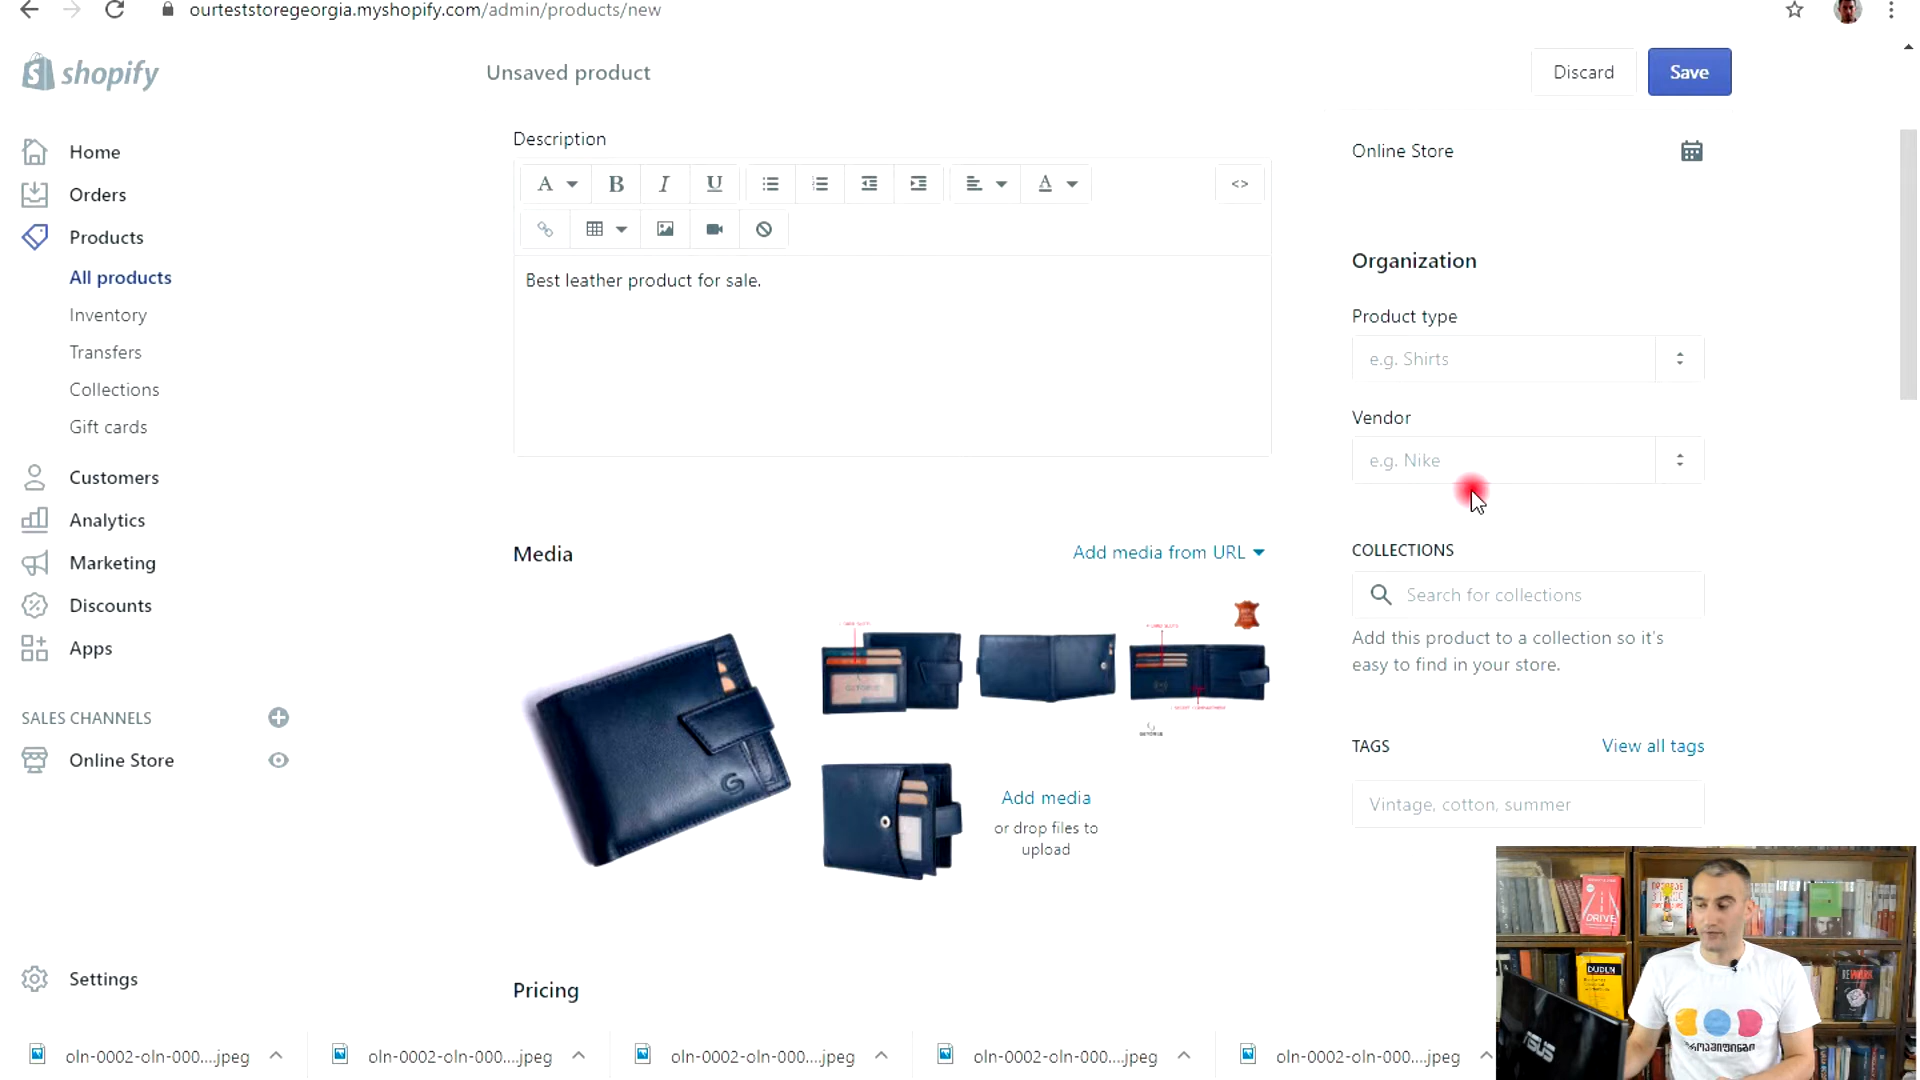 ourteststoregeorgia.myshopify.com/admin/products/new
shopify
Unsaved product
Discard
Save
Home
Orders
Products
All products
Inventory
Transfers
Collections
Gift cards
Customers
Analytics
Marketing
Discounts
Apps
SALES CHANNELS
Online Store
Settings
Description
A
B
I
U
A
<>
Best leather product for sale.
Media
Add media from URL
Add media
or drop files to
upload
Pricing
Online Store
Organization
Product type
e.g. Shirts
Vendor
e.g. Nike
COLLECTIONS
Search for collections
Add this product to a collection so it's
easy to find in your store.
TAGS
View all tags
Vintage, cotton, summer
DRIVE
DUDEN
REWORK
ASUS
oln-0002-oln-000....jpeg
oln-0002-oln-000....jpeg
oln-0002-oln-000....jpeg
oln-0002-oln-000....jpeg
oln-0002-oln-000....jpeg